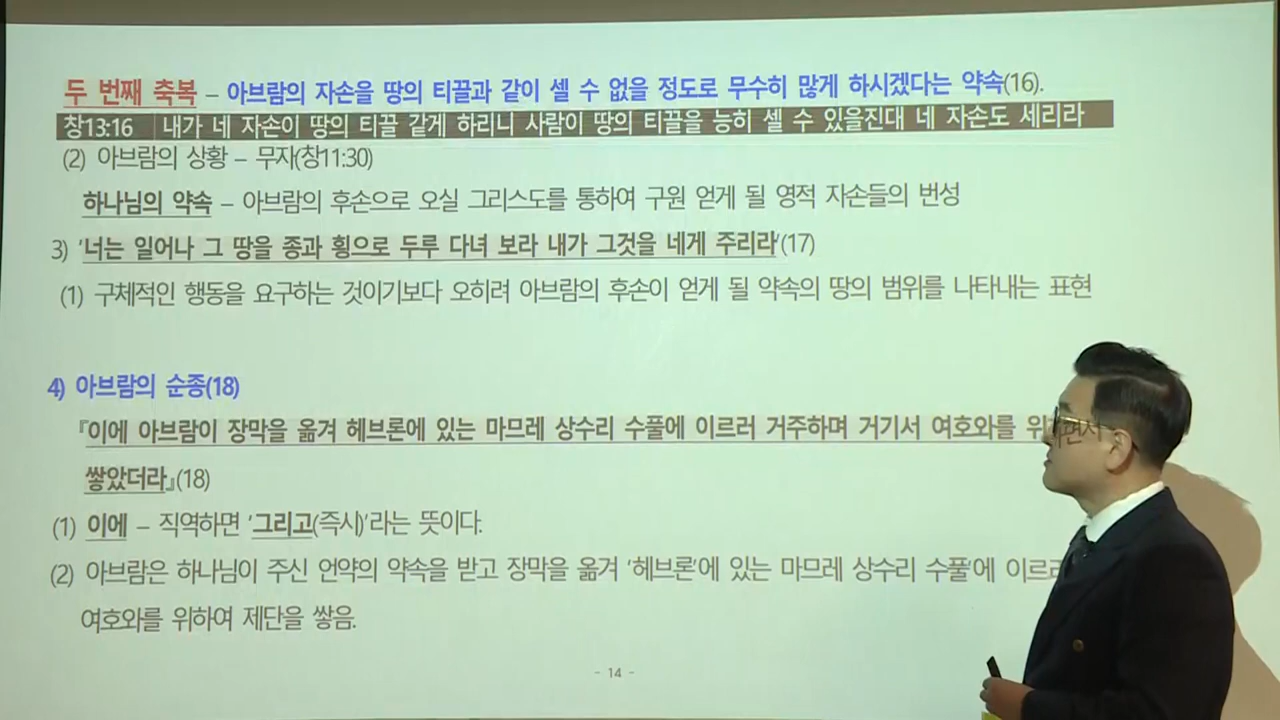 두 번째 축복 – 아브람의 자손을 땅의 티끌과 같이 셀 수 없을 정도로 무수히 많게 하시겠다는 약속(16).
창13:16 내가 네 자손이 땅의 티끌 같게 하리니 사람이 땅의 티끌을 능히 셀 수 있을진대 네 자손도 세리라
(2) 아브람의 상황 – 무자(창11:30)
하나님의 약속 – 아브람의 후손으로 오실 그리스도를 통하여 구원 얻게 될 영적 자손들의 번성
3) '너는 일어나 그 땅을 종과 횡으로 두루 다녀 보라 내가 그것을 네게 주리라'(17)
(1) 구체적인 행동을 요구하는 것이기보다 오히려 아브람의 후손이 얻게 될 약속의 땅의 범위를 나타내는 표현
4) 아브람의 순종(18)
『이에 아브람이 장막을 옮겨 헤브론에 있는 마므레 상수리 수풀에 이르러 거주하며 거기서 여호와를
쌓았더라』(18)
(1) 이에 – 직역하면 '그리고(즉시)'라는 뜻이다.
(2) 아브람은 하나님이 주신 언약의 약속을 받고 장막을 옮겨 '헤브론'에 있는 마므레 상수리 수풀'에
여호와를 위하여 제단을 쌓음.
- 14 -